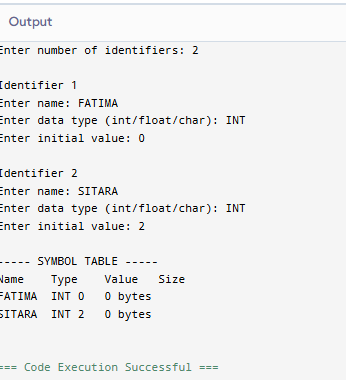 Output
Enter number of identifiers: 2
Identifier 1
Enter name: FATIMA
Enter data type (int/float/char): INT
Enter initial value: 0
Identifier 2
Enter name: SITARA
Enter data type (int/float/char): INT
Enter initial value: 2
----- SYMBOL TABLE -----
Name Type Value Size
FATIMA INT 0 0 bytes
SITARA INT 2 0 bytes
=== Code Execution Successful ===